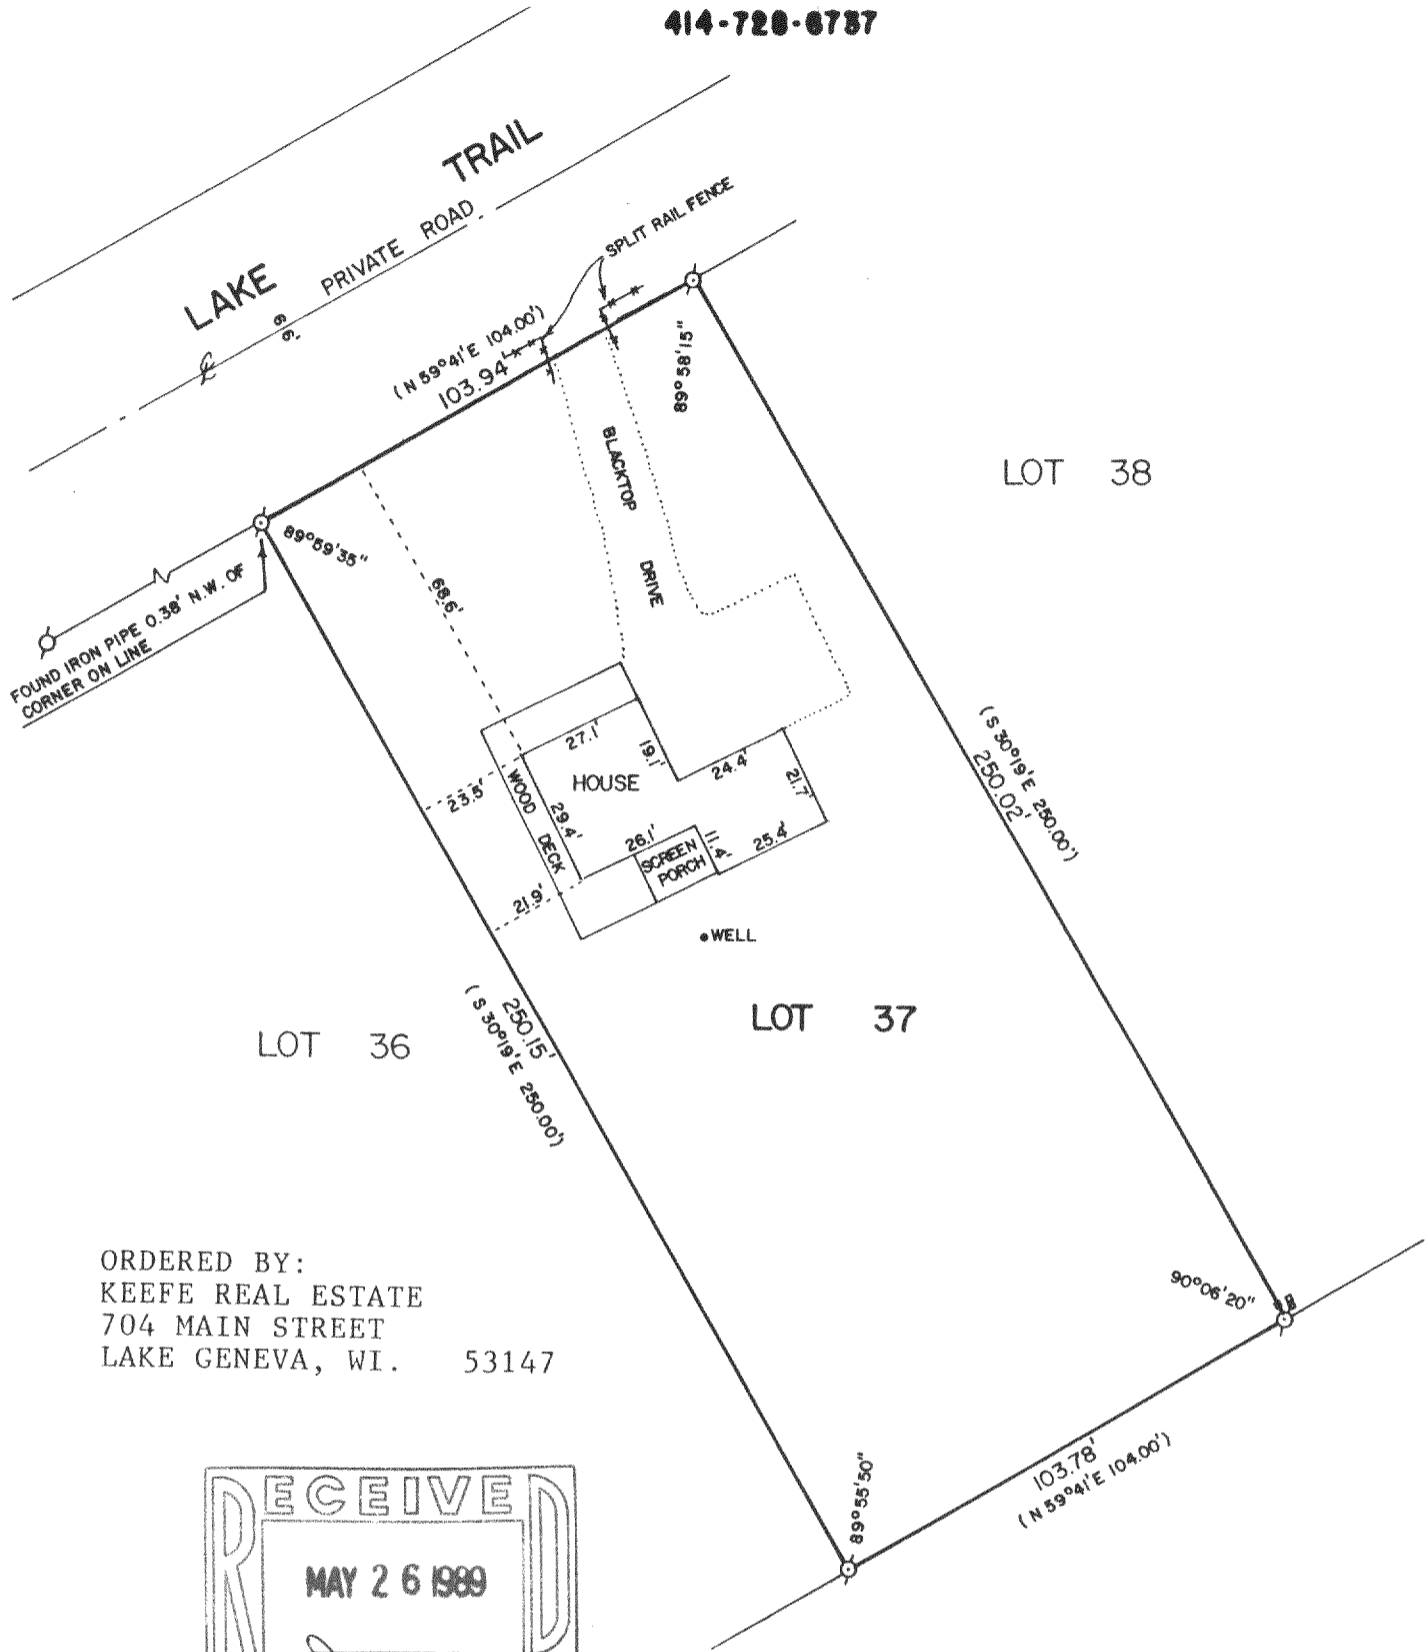 414-728-6787
LAKE TRAIL
PRIVATE ROAD
66'
℄
SPLIT RAIL FENCE
(N 59°41'E 104.00')
103.94'
89°58'15"
89°59'35"
FOUND IRON PIPE 0.38' N.W. OF
CORNER ON LINE
BLACKTOP
DRIVE
LOT 38
68.6'
27.1'
19.1'
24.4'
21.7'
HOUSE
23.5'
WOOD DECK
29.4'
26.1'
11.4'
25.4'
SCREEN
PORCH
21.9'
WELL
(S 30°19'E 250.00')
250.02'
LOT 37
LOT 36
250.15'
(S 30°19'E 250.00')
90°06'20"
ORDERED BY:
KEEFE REAL ESTATE
704 MAIN STREET
LAKE GENEVA, WI. 53147
89°55'50"
103.78'
(N 59°41'E 104.00')
RECEIVED
MAY 26 1989